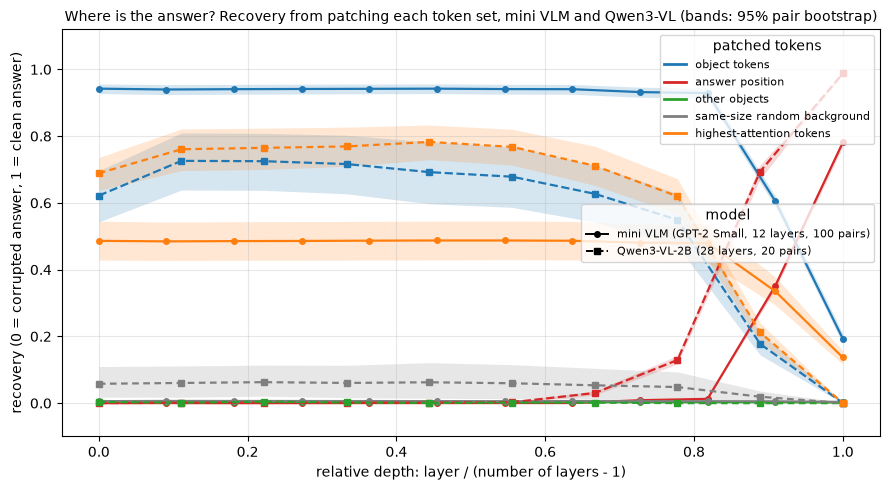 Where is the answer? Recovery from patching each token set, mini VLM and Qwen3-VL (bands: 95% pair bootstrap)
recovery (0 = corrupted answer, 1 = clean answer)
1.0
0.8
0.6
0.4
0.2
0.0
patched tokens
object tokens
answer position
other objects
same-size random background
highest-attention tokens
model
mini VLM (GPT-2 Small, 12 layers, 100 pairs)
Qwen3-VL-2B (28 layers, 20 pairs)
0.0 0.2 0.4 0.6 0.8 1.0
relative depth: layer / (number of layers - 1)